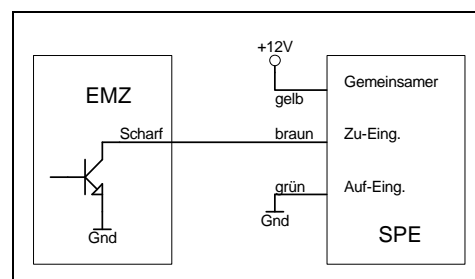 +12V
Gemeinsamer
gelb
EMZ
Scharf
braun
Zu-Eing.
grün
Auf-Eing.
Gnd
Gnd
SPE